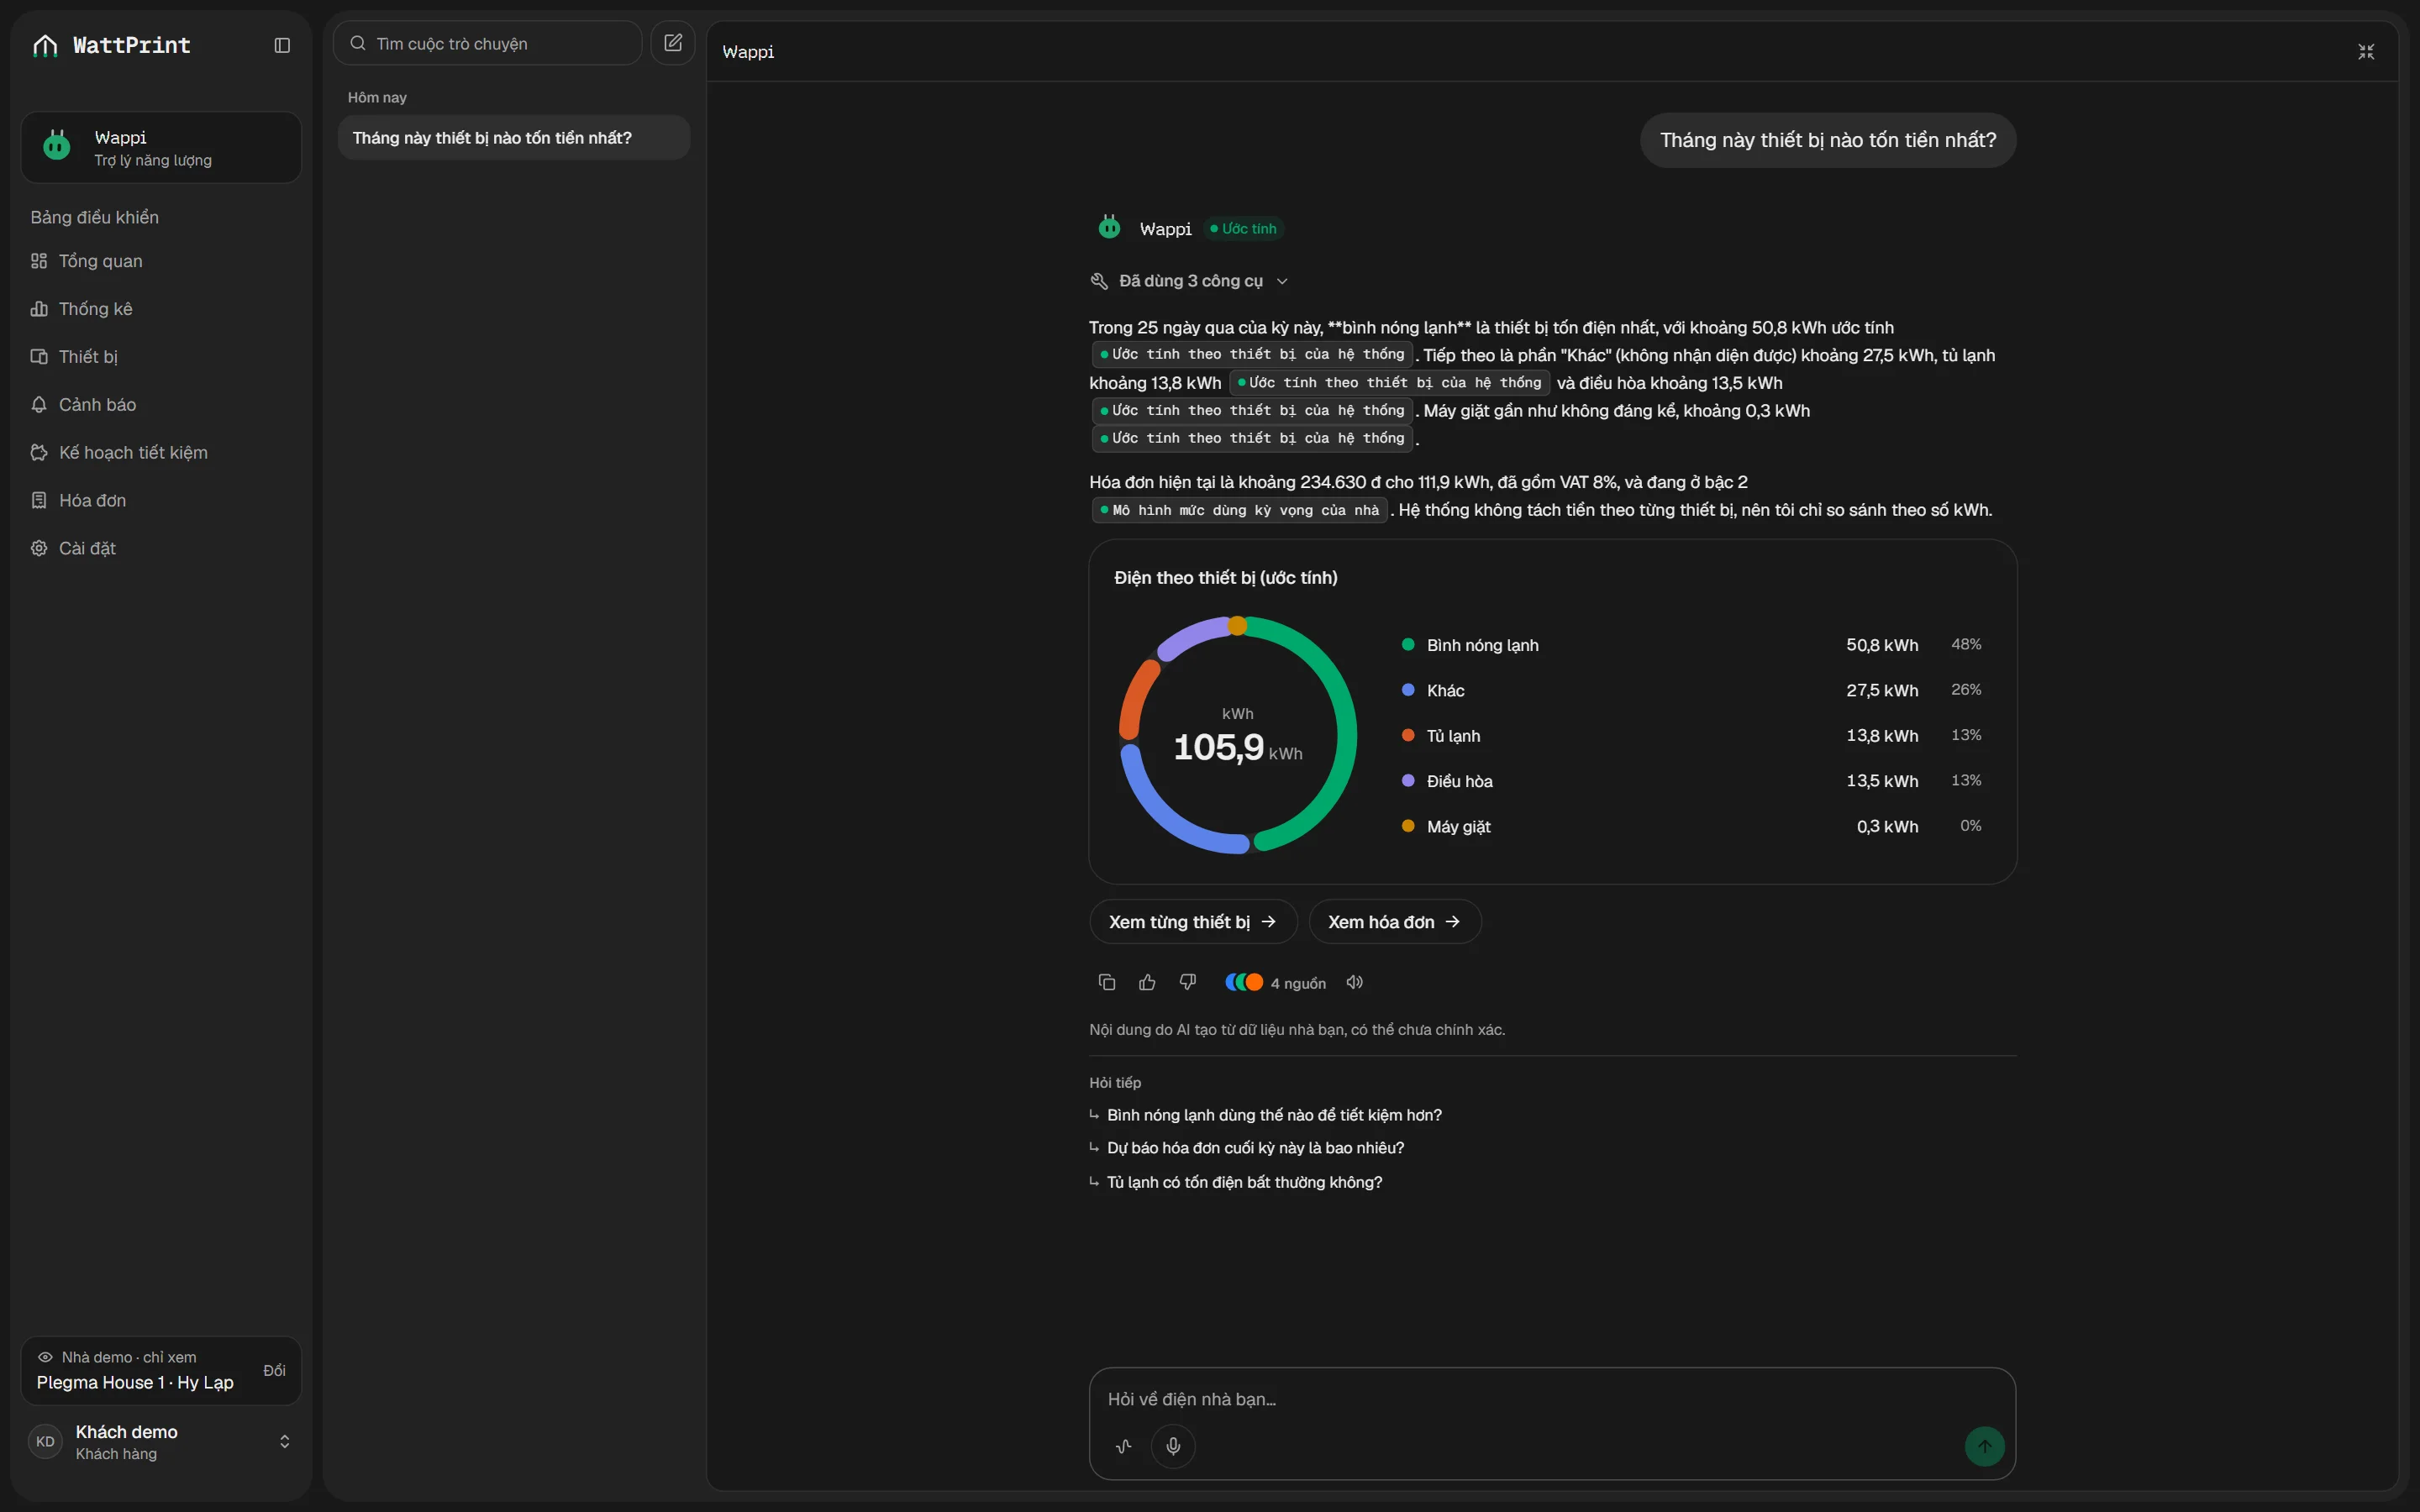 WattPrint
Wappi
Trợ lý năng lượng
Bảng điều khiển
Tổng quan
Thống kê
Thiết bị
Cảnh báo
Kế hoạch tiết kiệm
Hóa đơn
Cài đặt
Nhà demo · chỉ xem
Plegma House 1 · Hy Lạp
Đổi
KD
Khách demo
Khách hàng
Tìm cuộc trò chuyện
Hôm nay
Tháng này thiết bị nào tốn tiền nhất?
Wappi
Tháng này thiết bị nào tốn tiền nhất?
Wappi Ước tính
Đã dùng 3 công cụ
Trong 25 ngày qua của kỳ này, **bình nóng lạnh** là thiết bị tốn điện nhất, với khoảng 50,8 kWh ước tính
Ước tính theo thiết bị của hệ thống . Tiếp theo là phần "Khác" (không nhận diện được) khoảng 27,5 kWh, tủ lạnh
khoảng 13,8 kWh Ước tính theo thiết bị của hệ thống và điều hòa khoảng 13,5 kWh
Ước tính theo thiết bị của hệ thống . Máy giặt gần như không đáng kể, khoảng 0,3 kWh
Ước tính theo thiết bị của hệ thống .
Hóa đơn hiện tại là khoảng 234.630 đ cho 111,9 kWh, đã gồm VAT 8%, và đang ở bậc 2
Mô hình mức dùng kỳ vọng của nhà . Hệ thống không tách tiền theo từng thiết bị, nên tôi chỉ so sánh theo số kWh.
Điện theo thiết bị (ước tính)
kWh
105,9 kWh
Bình nóng lạnh 50,8 kWh 48%
Khác 27,5 kWh 26%
Tủ lạnh 13,8 kWh 13%
Điều hòa 13,5 kWh 13%
Máy giặt 0,3 kWh 0%
Xem từng thiết bị → Xem hóa đơn →
4 nguồn
Nội dung do AI tạo từ dữ liệu nhà bạn, có thể chưa chính xác.
Hỏi tiếp
Bình nóng lạnh dùng thế nào để tiết kiệm hơn?
Dự báo hóa đơn cuối kỳ này là bao nhiêu?
Tủ lạnh có tốn điện bất thường không?
Hỏi về điện nhà bạn...